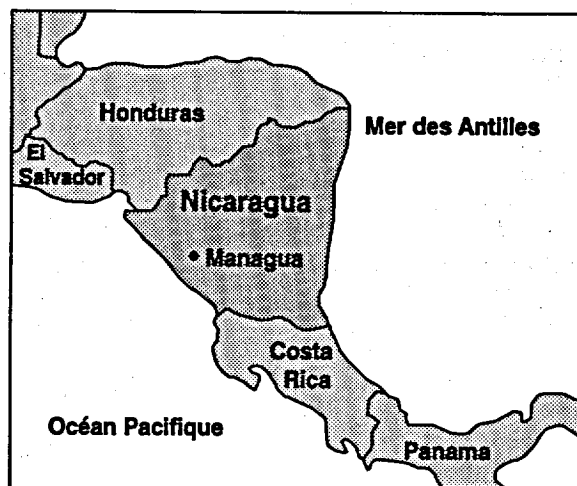 Honduras
Mer des Antilles
El
Salvador
Nicaragua
Managua
Costa
Rica
Océan Pacifique
Panama